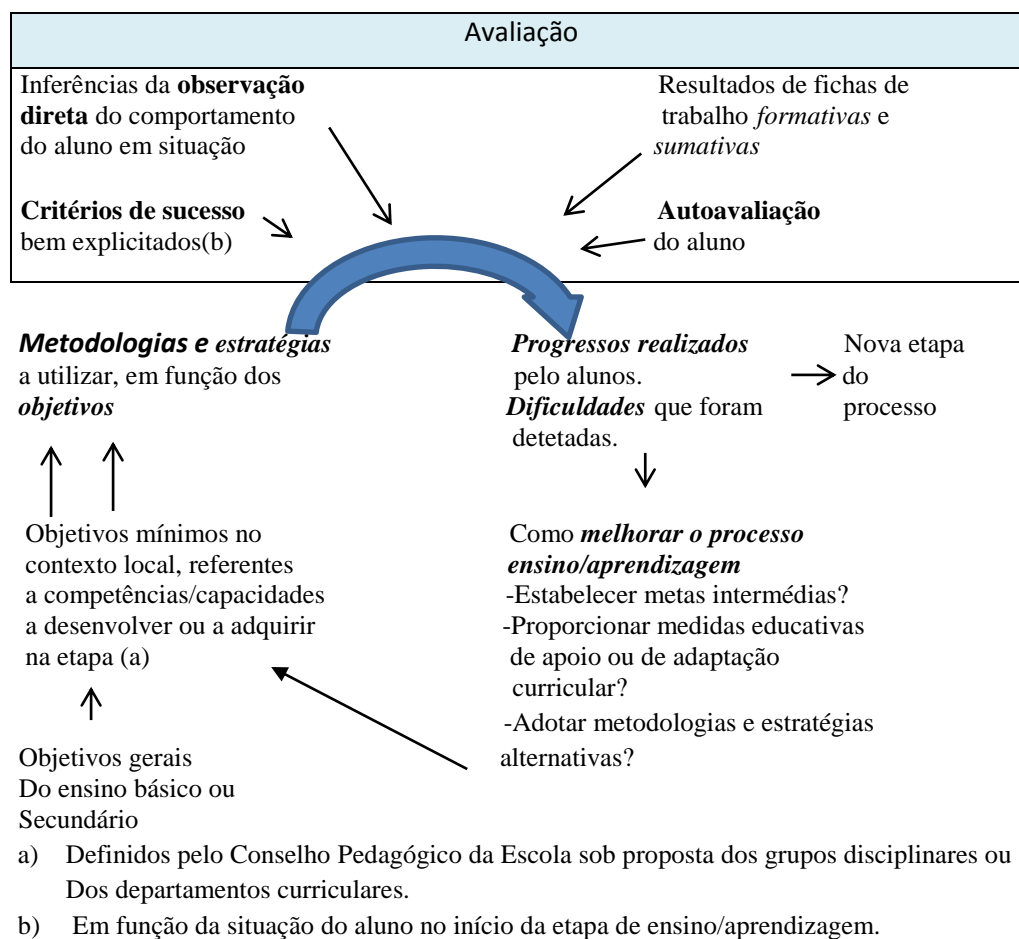 Avaliação
Inferências da observação
direta do comportamento
do aluno em situação
Resultados de fichas de
trabalho formativas e
sumativas
Critérios de sucesso
bem explicitados(b)
Autoavaliação
do aluno
Metodologias e estratégias
a utilizar, em função dos
objetivos
Progressos realizados
pelo alunos.
Dificuldades que foram
detetadas.
Nova etapa
do
processo
Objetivos mínimos no
contexto local, referentes
a competências/capacidades
a desenvolver ou a adquirir
na etapa (a)
Como melhorar o processo
ensino/aprendizagem
-Estabelecer metas intermédias?
-Proporcionar medidas educativas
de apoio ou de adaptação
curricular?
-Adotar metodologias e estratégias
alternativas?
Objetivos gerais
Do ensino básico ou
Secundário
a) Definidos pelo Conselho Pedagógico da Escola sob proposta dos grupos disciplinares ou
Dos departamentos curriculares.
b) Em função da situação do aluno no início da etapa de ensino/aprendizagem.